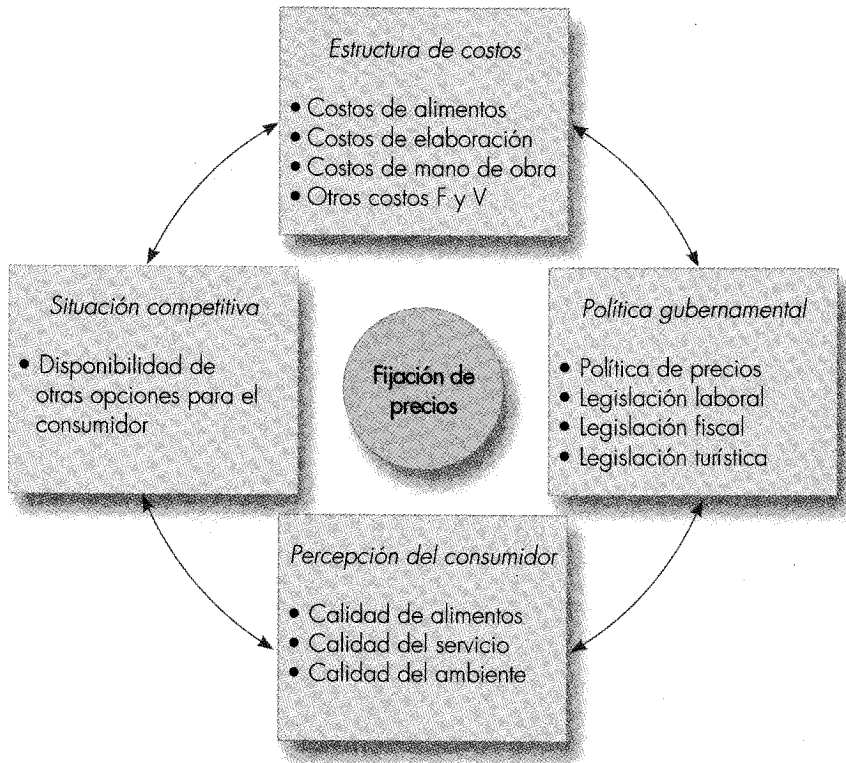 Estructura de costos
• Costos de alimentos
• Costos de elaboración
• Costos de mano de obra
• Otros costos F y V
Situación competitiva
• Disponibilidad de
otras opciones para el
consumidor
Fijación de
precios
Política gubernamental
• Política de precios
• Legislación laboral
• Legislación fiscal
• Legislación turística
Percepción del consumidor
• Calidad de alimentos
• Calidad del servicio
• Calidad del ambiente